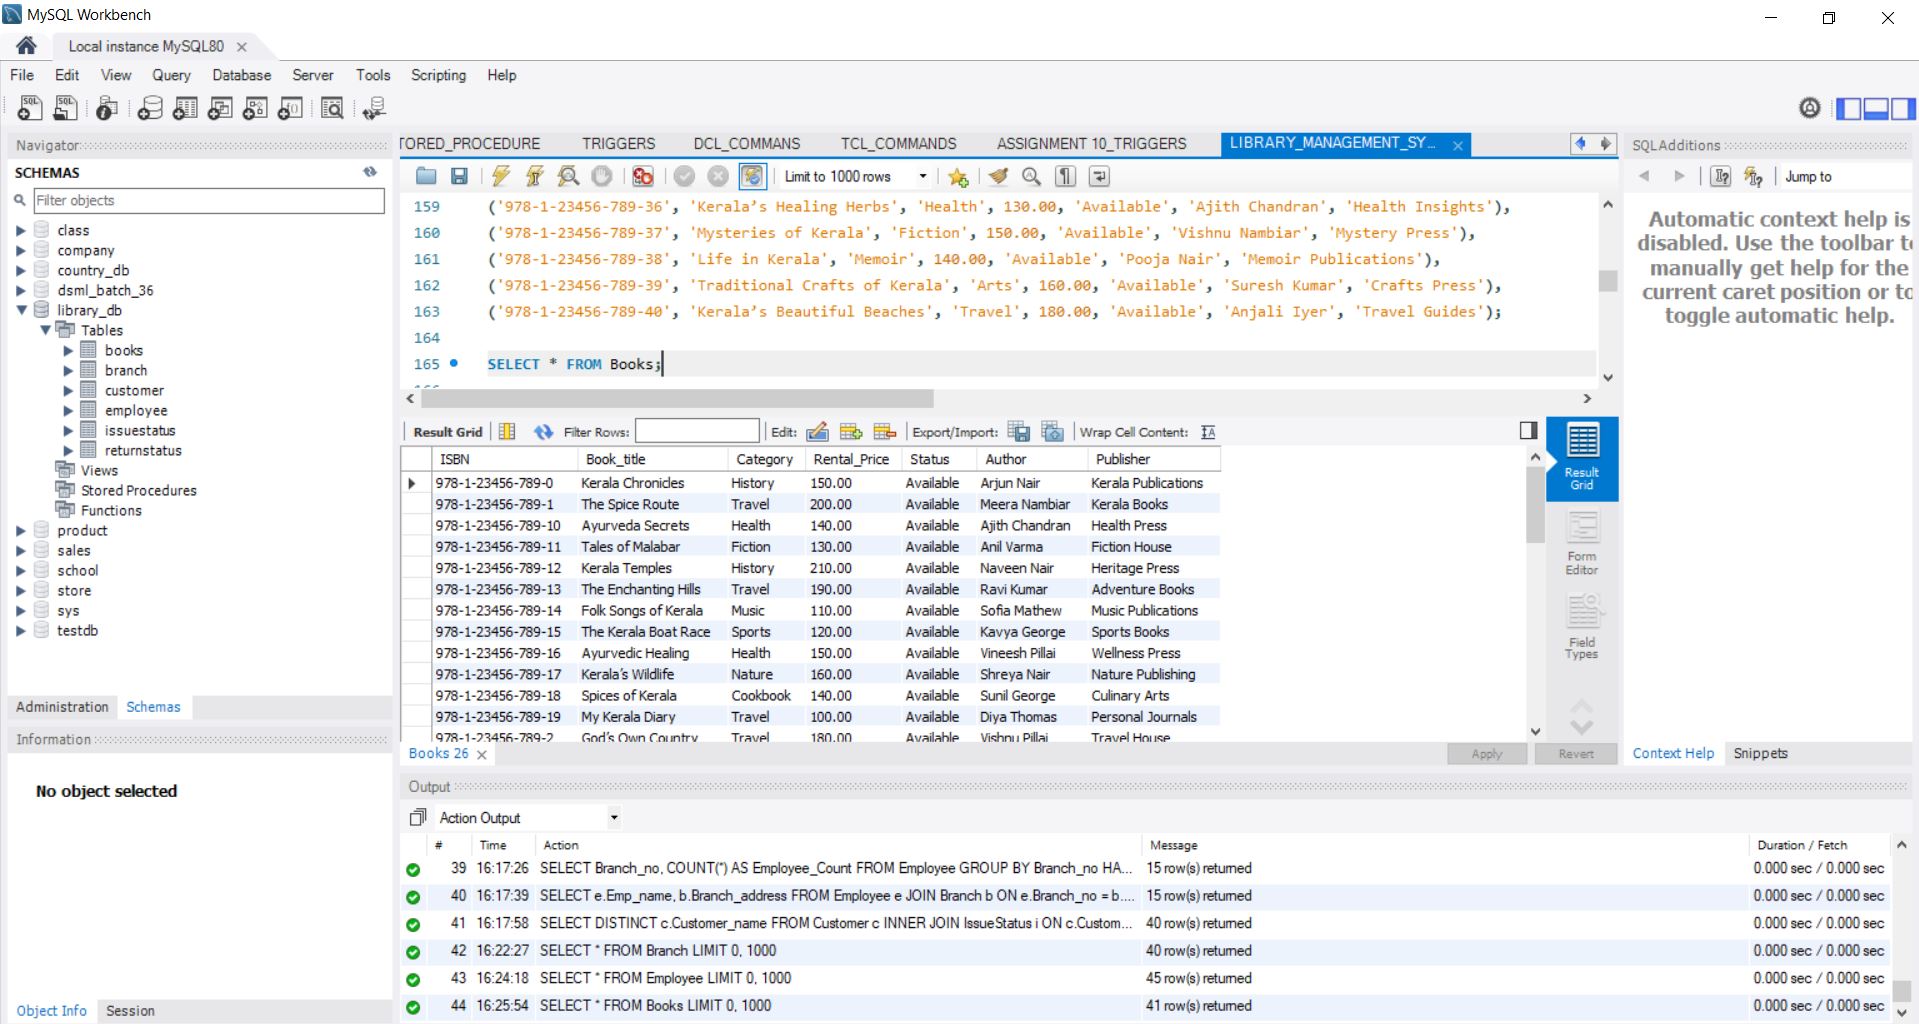 MySQL Workbench
Local instance MySQL80
File Edit View Query Database Server Tools Scripting Help
Navigator
SCHEMAS
Filter objects
class
company
country_db
dsml_batch_36
library_db
Tables
books
branch
customer
employee
issuestatus
returnstatus
Views
Stored Procedures
Functions
product
sales
school
store
sys
testdb
Administration Schemas
Information
No object selected
Object Info Session
TORED_PROCEDURE TRIGGERS DCL_COMMANS TCL_COMMANDS ASSIGNMENT 10_TRIGGERS LIBRARY_MANAGEMENT_SY...
Limit to 1000 rows
159 ('978-1-23456-789-36', 'Kerala’s Healing Herbs', 'Health', 130.00, 'Available', 'Ajith Chandran', 'Health Insights'),
160 ('978-1-23456-789-37', 'Mysteries of Kerala', 'Fiction', 150.00, 'Available', 'Vishnu Nambiar', 'Mystery Press'),
161 ('978-1-23456-789-38', 'Life in Kerala', 'Memoir', 140.00, 'Available', 'Pooja Nair', 'Memoir Publications'),
162 ('978-1-23456-789-39', 'Traditional Crafts of Kerala', 'Arts', 160.00, 'Available', 'Suresh Kumar', 'Crafts Press'),
163 ('978-1-23456-789-40', 'Kerala’s Beautiful Beaches', 'Travel', 180.00, 'Available', 'Anjali Iyer', 'Travel Guides');
164
165 SELECT * FROM Books;
Result Grid Filter Rows: Edit: Export/Import: Wrap Cell Content:
ISBN Book_title Category Rental_Price Status Author Publisher
978-1-23456-789-0 Kerala Chronicles History 150.00 Available Arjun Nair Kerala Publications
978-1-23456-789-1 The Spice Route Travel 200.00 Available Meera Nambiar Kerala Books
978-1-23456-789-10 Ayurveda Secrets Health 140.00 Available Ajith Chandran Health Press
978-1-23456-789-11 Tales of Malabar Fiction 130.00 Available Anil Varma Fiction House
978-1-23456-789-12 Kerala Temples History 210.00 Available Naveen Nair Heritage Press
978-1-23456-789-13 The Enchanting Hills Travel 190.00 Available Ravi Kumar Adventure Books
978-1-23456-789-14 Folk Songs of Kerala Music 110.00 Available Sofia Mathew Music Publications
978-1-23456-789-15 The Kerala Boat Race Sports 120.00 Available Kavya George Sports Books
978-1-23456-789-16 Ayurvedic Healing Health 150.00 Available Vineesh Pillai Wellness Press
978-1-23456-789-17 Kerala’s Wildlife Nature 160.00 Available Shreya Nair Nature Publishing
978-1-23456-789-18 Spices of Kerala Cookbook 140.00 Available Sunil George Culinary Arts
978-1-23456-789-19 My Kerala Diary Travel 100.00 Available Diya Thomas Personal Journals
978-1-23456-789-2 God’s Own Country Travel 180.00 Available Vishnu Pillai Travel House
Result Grid
Form Editor
Field Types
Books 26
Apply Revert
SQLAdditions
Jump to
Automatic context help is
disabled. Use the toolbar to
manually get help for the
current caret position or to
toggle automatic help.
Context Help Snippets
Output
Action Output
# Time Action Message Duration / Fetch
39 16:17:26 SELECT Branch_no, COUNT(*) AS Employee_Count FROM Employee GROUP BY Branch_no HA... 15 row(s) returned 0.000 sec / 0.000 sec
40 16:17:39 SELECT e.Emp_name, b.Branch_address FROM Employee e JOIN Branch b ON e.Branch_no = b.... 15 row(s) returned 0.000 sec / 0.000 sec
41 16:17:58 SELECT DISTINCT c.Customer_name FROM Customer c INNER JOIN IssueStatus i ON c.Custom... 40 row(s) returned 0.000 sec / 0.000 sec
42 16:22:27 SELECT * FROM Branch LIMIT 0, 1000 40 row(s) returned 0.000 sec / 0.000 sec
43 16:24:18 SELECT * FROM Employee LIMIT 0, 1000 45 row(s) returned 0.000 sec / 0.000 sec
44 16:25:54 SELECT * FROM Books LIMIT 0, 1000 41 row(s) returned 0.000 sec / 0.000 sec